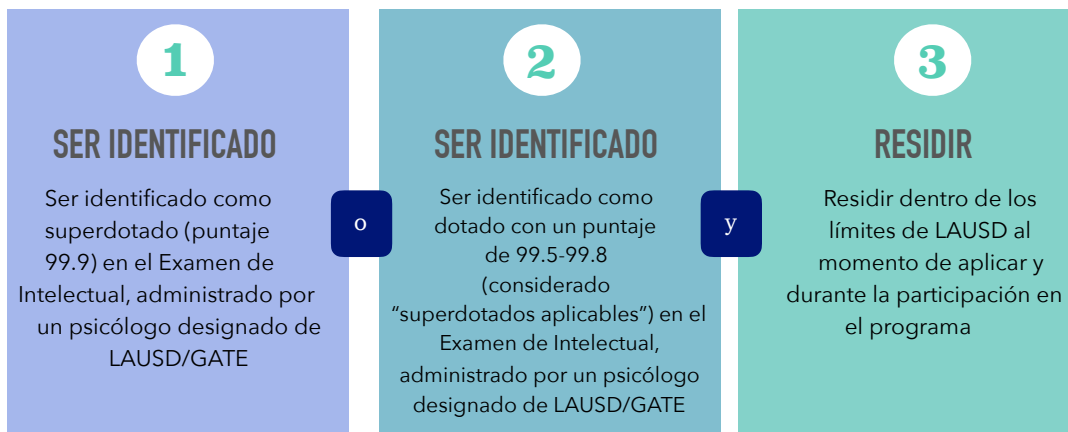 1
SER IDENTIFICADO
Ser identificado como
superdotado (puntaje
99.9) en el Examen de
Intelectual, administrado por
un psicólogo designado de
LAUSD/GATE
o
2
SER IDENTIFICADO
Ser identificado como
dotado con un puntaje
de 99.5-99.8
(considerado
“superdotados aplicables”) en el
Examen de Intelectual,
administrado por un psicólogo
designado de LAUSD/GATE
y
3
RESIDIR
Residir dentro de los
límites de LAUSD al
momento de aplicar y
durante la participación en
el programa